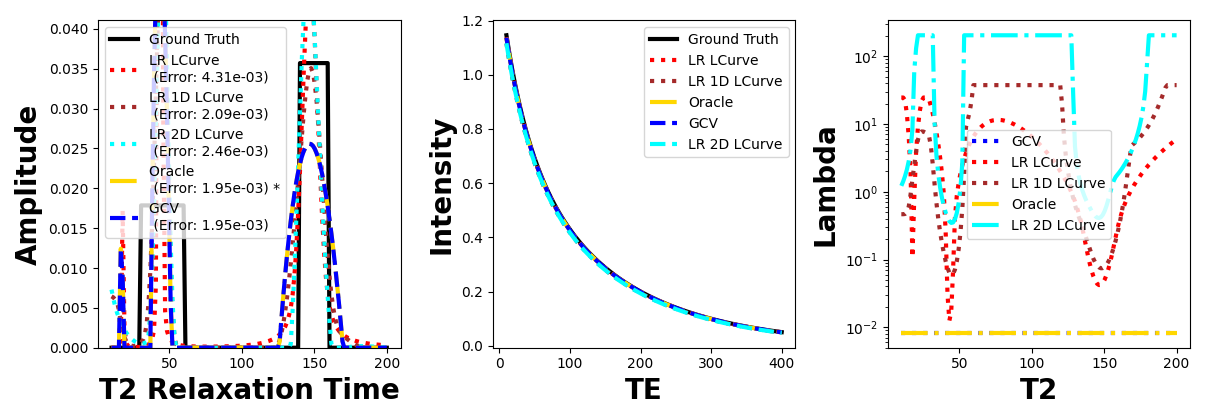 0.040
0.035
0.030
0.025
0.020
0.015
0.010
0.005
0.000
50
100
150
200
Amplitude
T2 Relaxation Time
Ground Truth
LR LCurve
(Error: 4.31e-03)
LR 1D LCurve
(Error: 2.09e-03)
LR 2D LCurve
(Error: 2.46e-03)
Oracle
(Error: 1.95e-03) *
GCV
(Error: 1.95e-03)
1.2
1.0
0.8
0.6
0.4
0.2
0.0
0
100
200
300
400
Intensity
TE
Ground Truth
LR LCurve
LR 1D LCurve
Oracle
GCV
LR 2D LCurve
10²
10¹
10⁰
10⁻¹
10⁻²
50
100
150
200
Lambda
T2
GCV
LR LCurve
LR 1D LCurve
Oracle
LR 2D LCurve